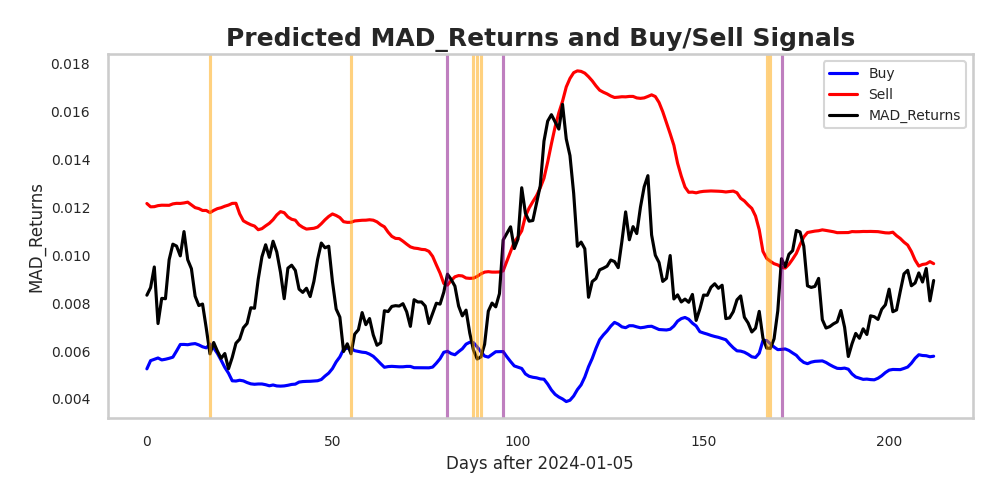 Predicted MAD_Returns and Buy/Sell Signals
MAD_Returns
0.018
0.016
0.014
0.012
0.010
0.008
0.006
0.004
Buy
Sell
MAD_Returns
0
50
100
150
200
Days after 2024-01-05